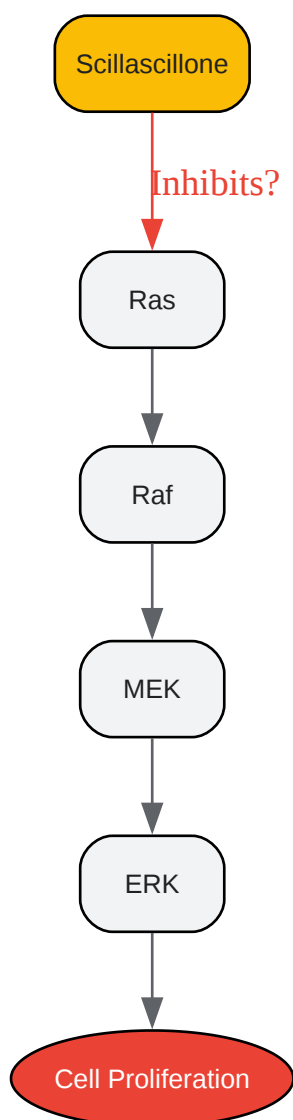 Scillascillone
Inhibits?
Ras
Raf
MEK
ERK
Cell Proliferation